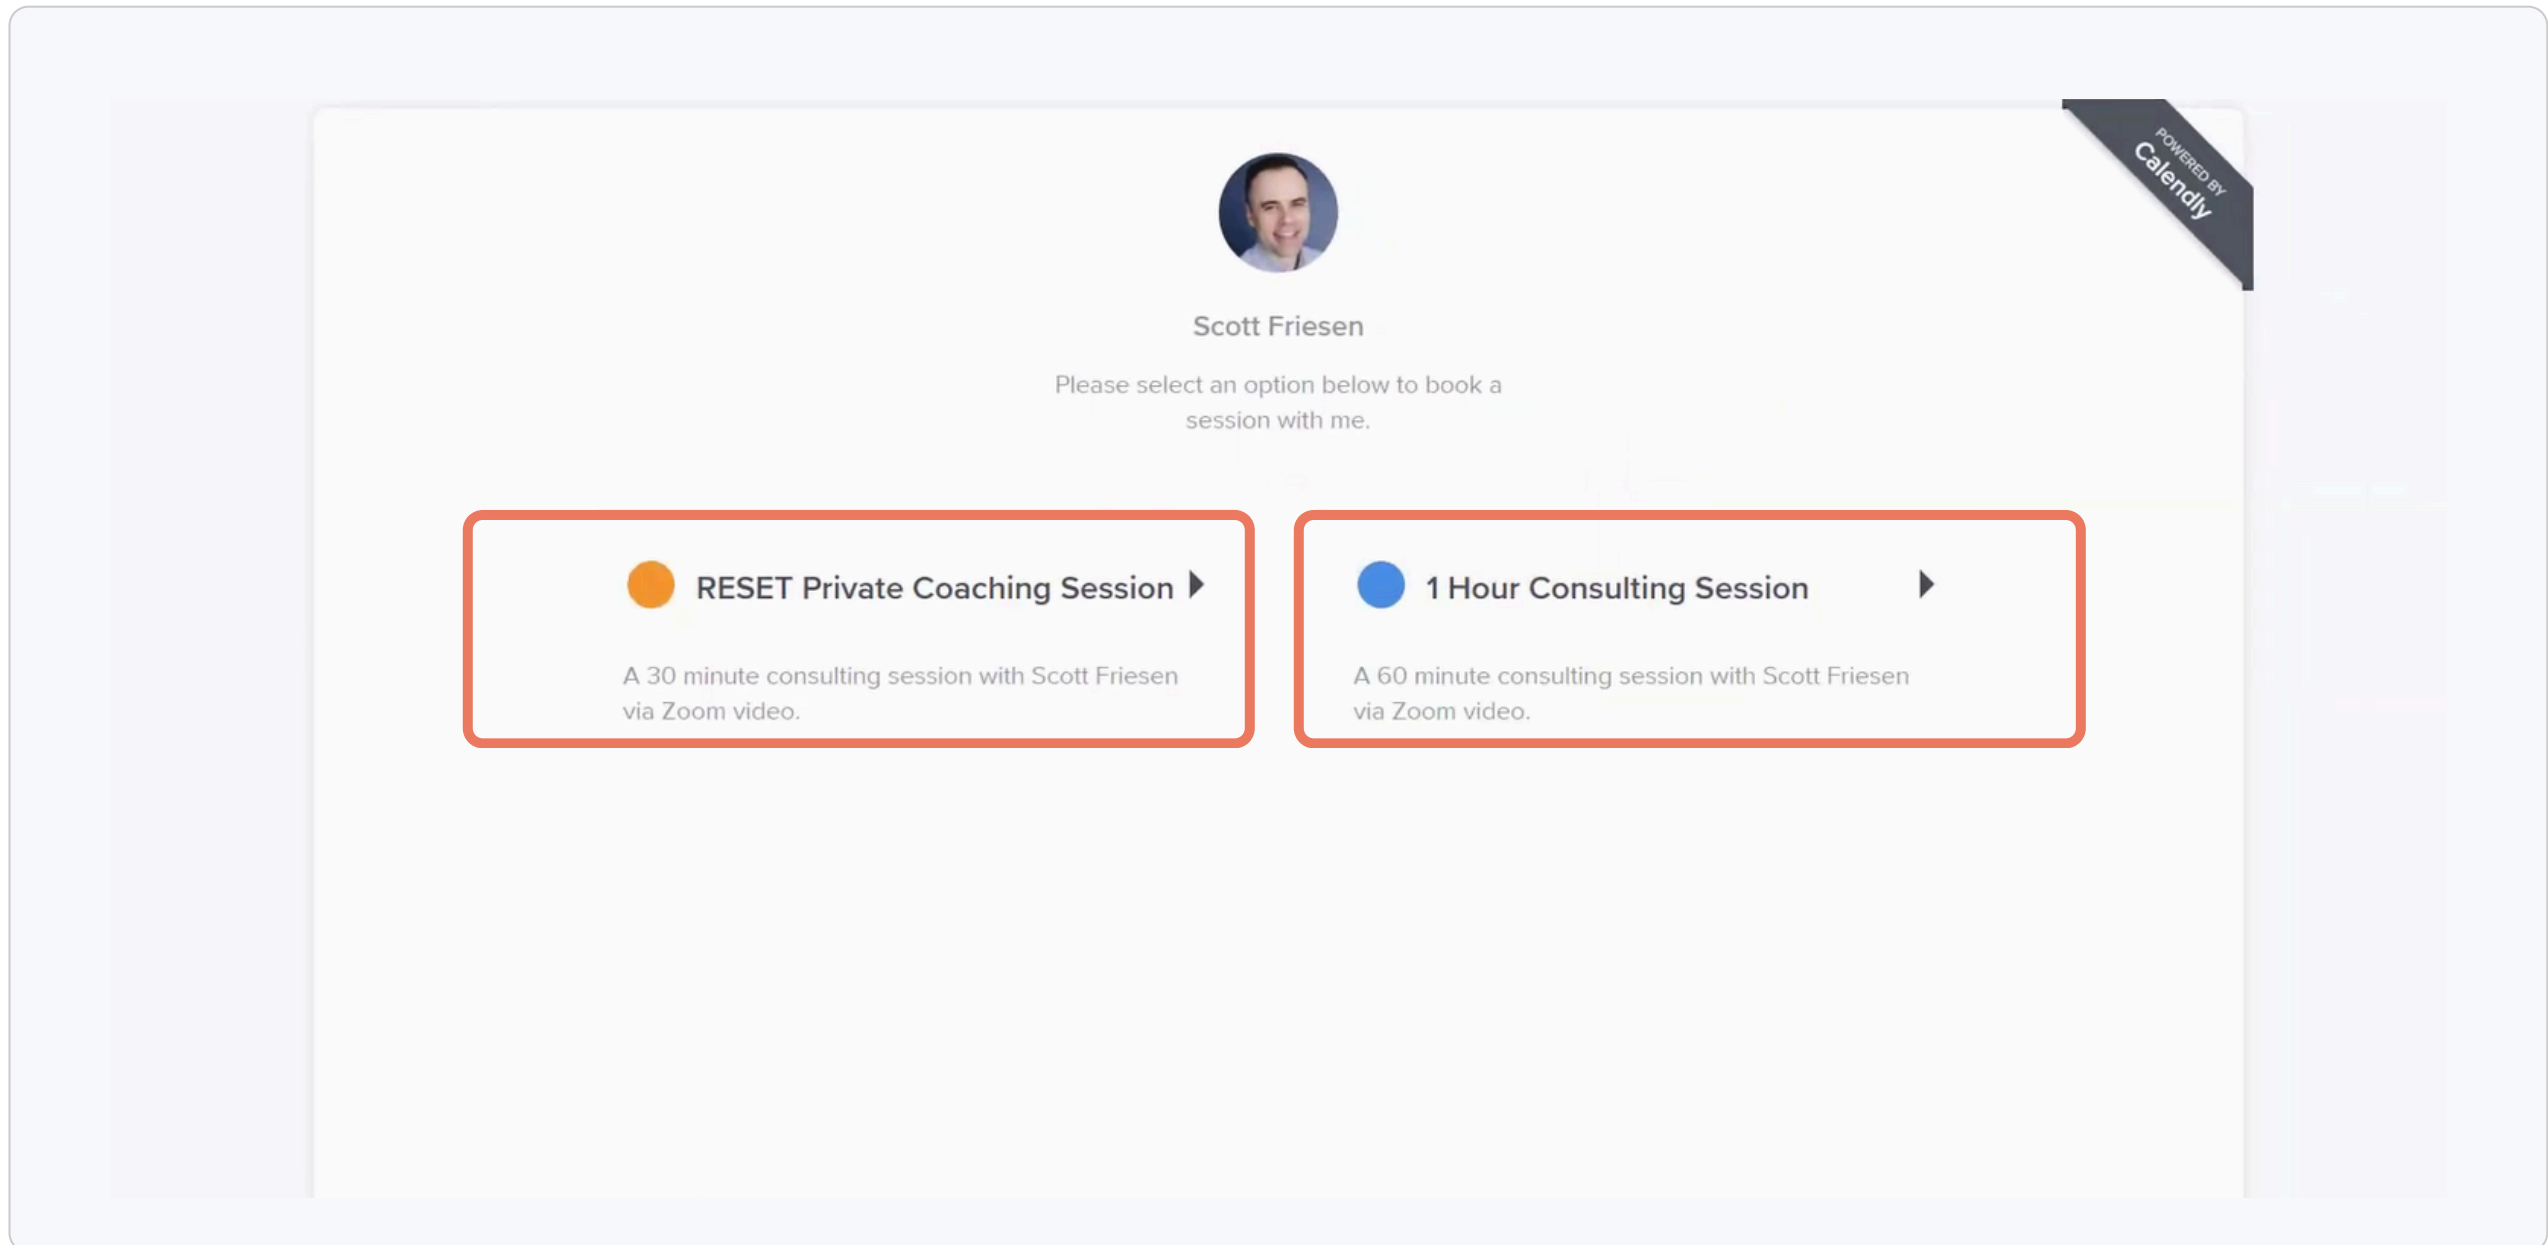 POWERED BY
Calendly
Scott Friesen
Please select an option below to book a
session with me.
RESET Private Coaching Session
A 30 minute consulting session with Scott Friesen
via Zoom video.
1 Hour Consulting Session
A 60 minute consulting session with Scott Friesen
via Zoom video.